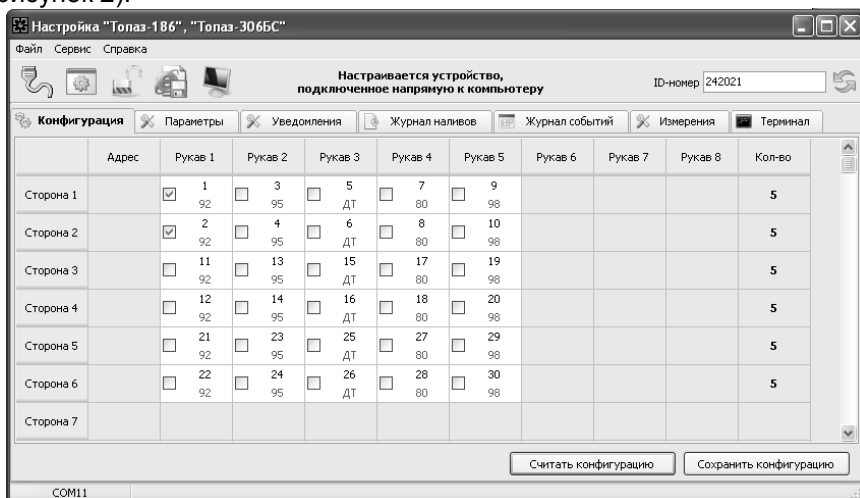 исунок 2).
Настройка "Топаз-186", "Топаз-306БС"
Файл Сервис Справка
Настраивается устройство,
подключенное напрямую к компьютеру
ID-номер 242021
Конфигурация Параметры Уведомления Журнал наливов Журнал событий Измерения Терминал
Адрес Рукав 1 Рукав 2 Рукав 3 Рукав 4 Рукав 5 Рукав 6 Рукав 7 Рукав 8 Кол-во
1 3 5 7 9
Сторона 1 5
92 95 ДТ 80 98
2 4 6 8 10
Сторона 2 5
92 95 ДТ 80 98
11 13 15 17 19
Сторона 3 5
92 95 ДТ 80 98
12 14 16 18 20
Сторона 4 5
92 95 ДТ 80 98
21 23 25 27 29
Сторона 5 5
92 95 ДТ 80 98
22 24 26 28 30
Сторона 6 5
92 95 ДТ 80 98
Сторона 7
Считать конфигурацию Сохранить конфигурацию
COM11